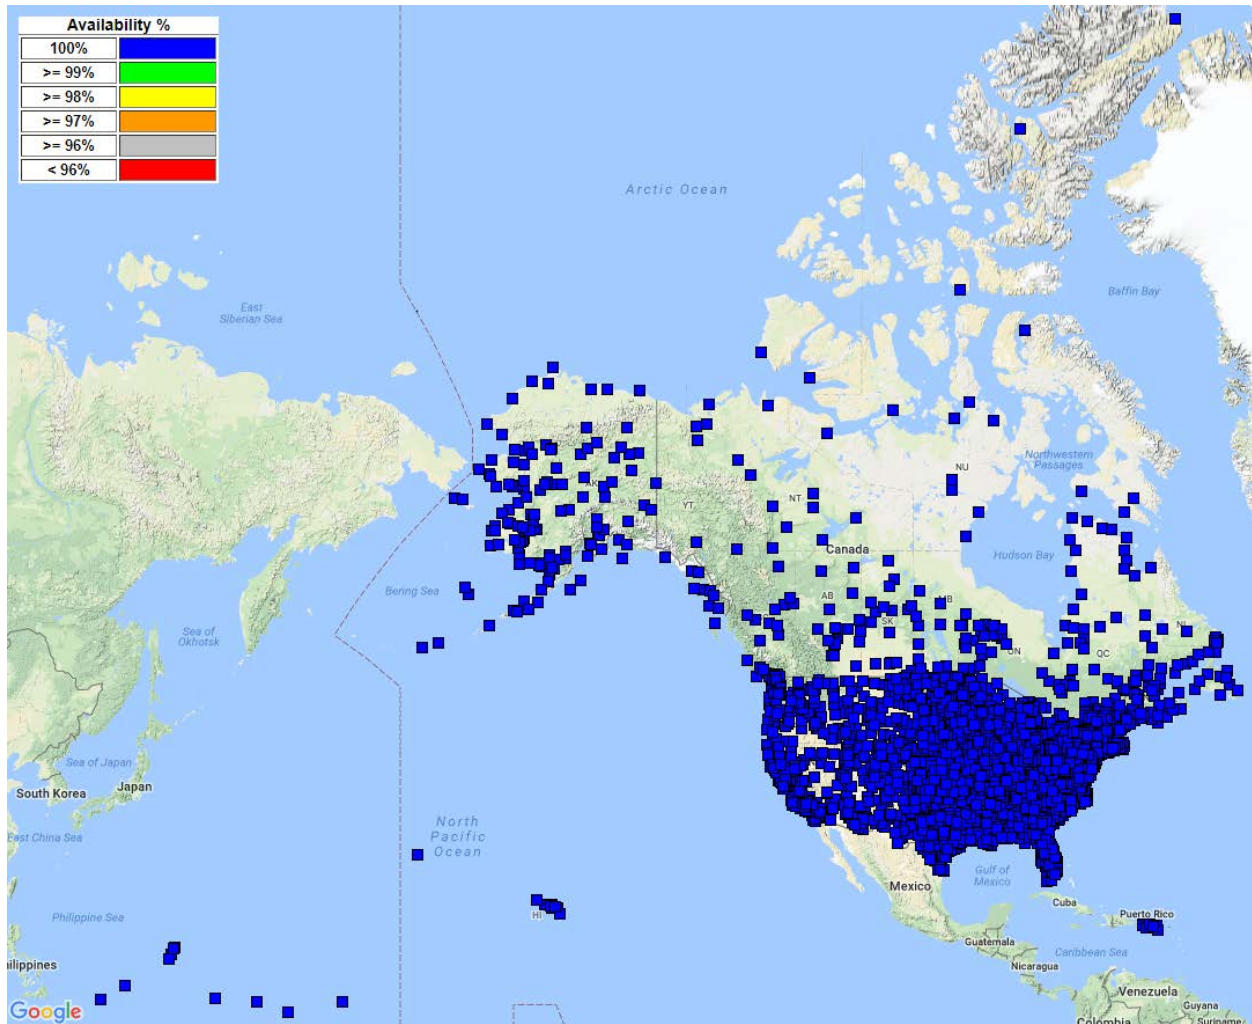 Availability %
100%
>= 99%
>= 98%
>= 97%
>= 96%
< 96%
Arctic Ocean
East
Siberian Sea
Baffin Bay
Northwestern
Passages
NU
AK
YT
NT
Canada
Hudson Bay
Bering Sea
AB
MB
SK
NL
Sea of
Okhotsk
ON
QC
Sea of Japan
South Korea
Japan
East China Sea
North
Pacific
Ocean
Gulf of
Mexico
Mexico
Cuba
Puerto Rico
HI
Philippine Sea
Guatemala
Caribbean Sea
ilippines
Nicaragua
Venezuela
Guyana
Google
Colombia
Suriname